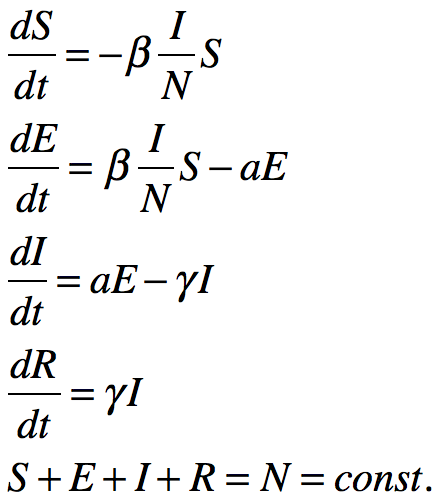 dS/dt = −β I/N S
dE/dt = β I/N S − aE
dI/dt = aE − γI
dR/dt = γI
S + E + I + R = N = const.